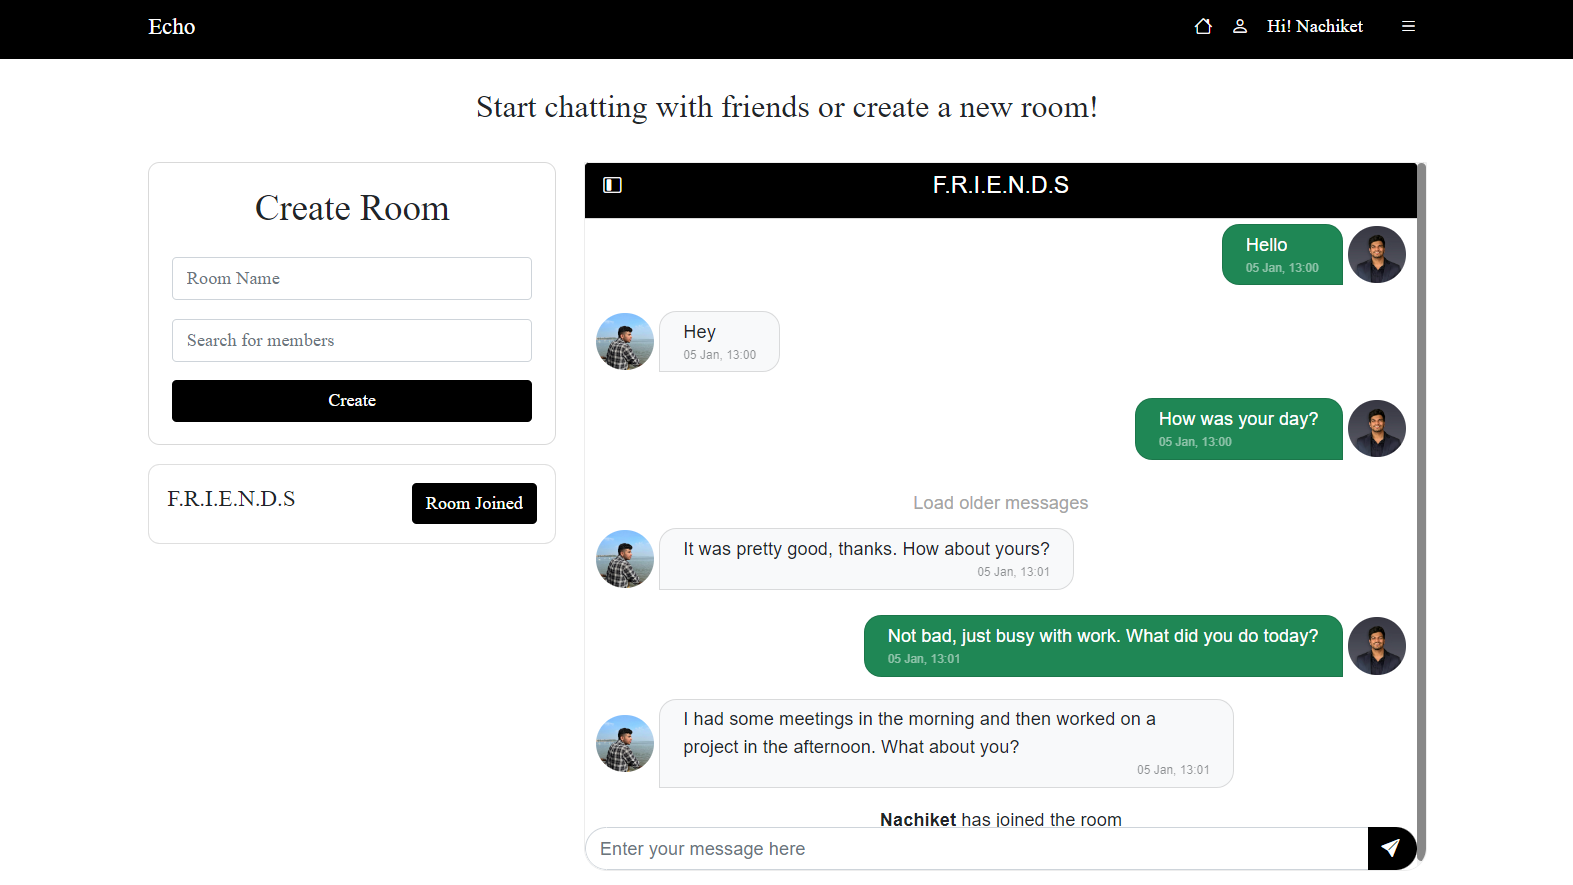 Echo
Hi! Nachiket
Start chatting with friends or create a new room!
Create Room
Room Name
Search for members
Create
F.R.I.E.N.D.S
Room Joined
F.R.I.E.N.D.S
Hello
05 Jan, 13:00
Hey
05 Jan, 13:00
How was your day?
05 Jan, 13:00
Load older messages
It was pretty good, thanks. How about yours?
05 Jan, 13:01
Not bad, just busy with work. What did you do today?
05 Jan, 13:01
I had some meetings in the morning and then worked on a
project in the afternoon. What about you?
05 Jan, 13:01
Nachiket has joined the room
Enter your message here